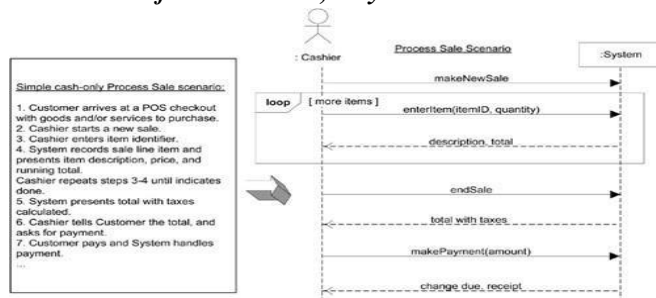 Simple cash-only Process Sale scenario:
1. Customer arrives at a POS checkout
with goods and/or services to purchase.
2. Cashier starts a new sale.
3. Cashier enters item identifier.
4. System records sale line item and
presents item description, price, and
running total.
Cashier repeats steps 3-4 until indicates
done.
5. System presents total with taxes
calculated.
6. Cashier tells Customer the total, and
asks for payment.
7. Customer pays and System handles
payment.
...
: Cashier
Process Sale Scenario
:System
makeNewSale
loop
[ more items ]
enterItem(itemID, quantity)
description, total
endSale
total with taxes
makePayment(amount)
change due, receipt